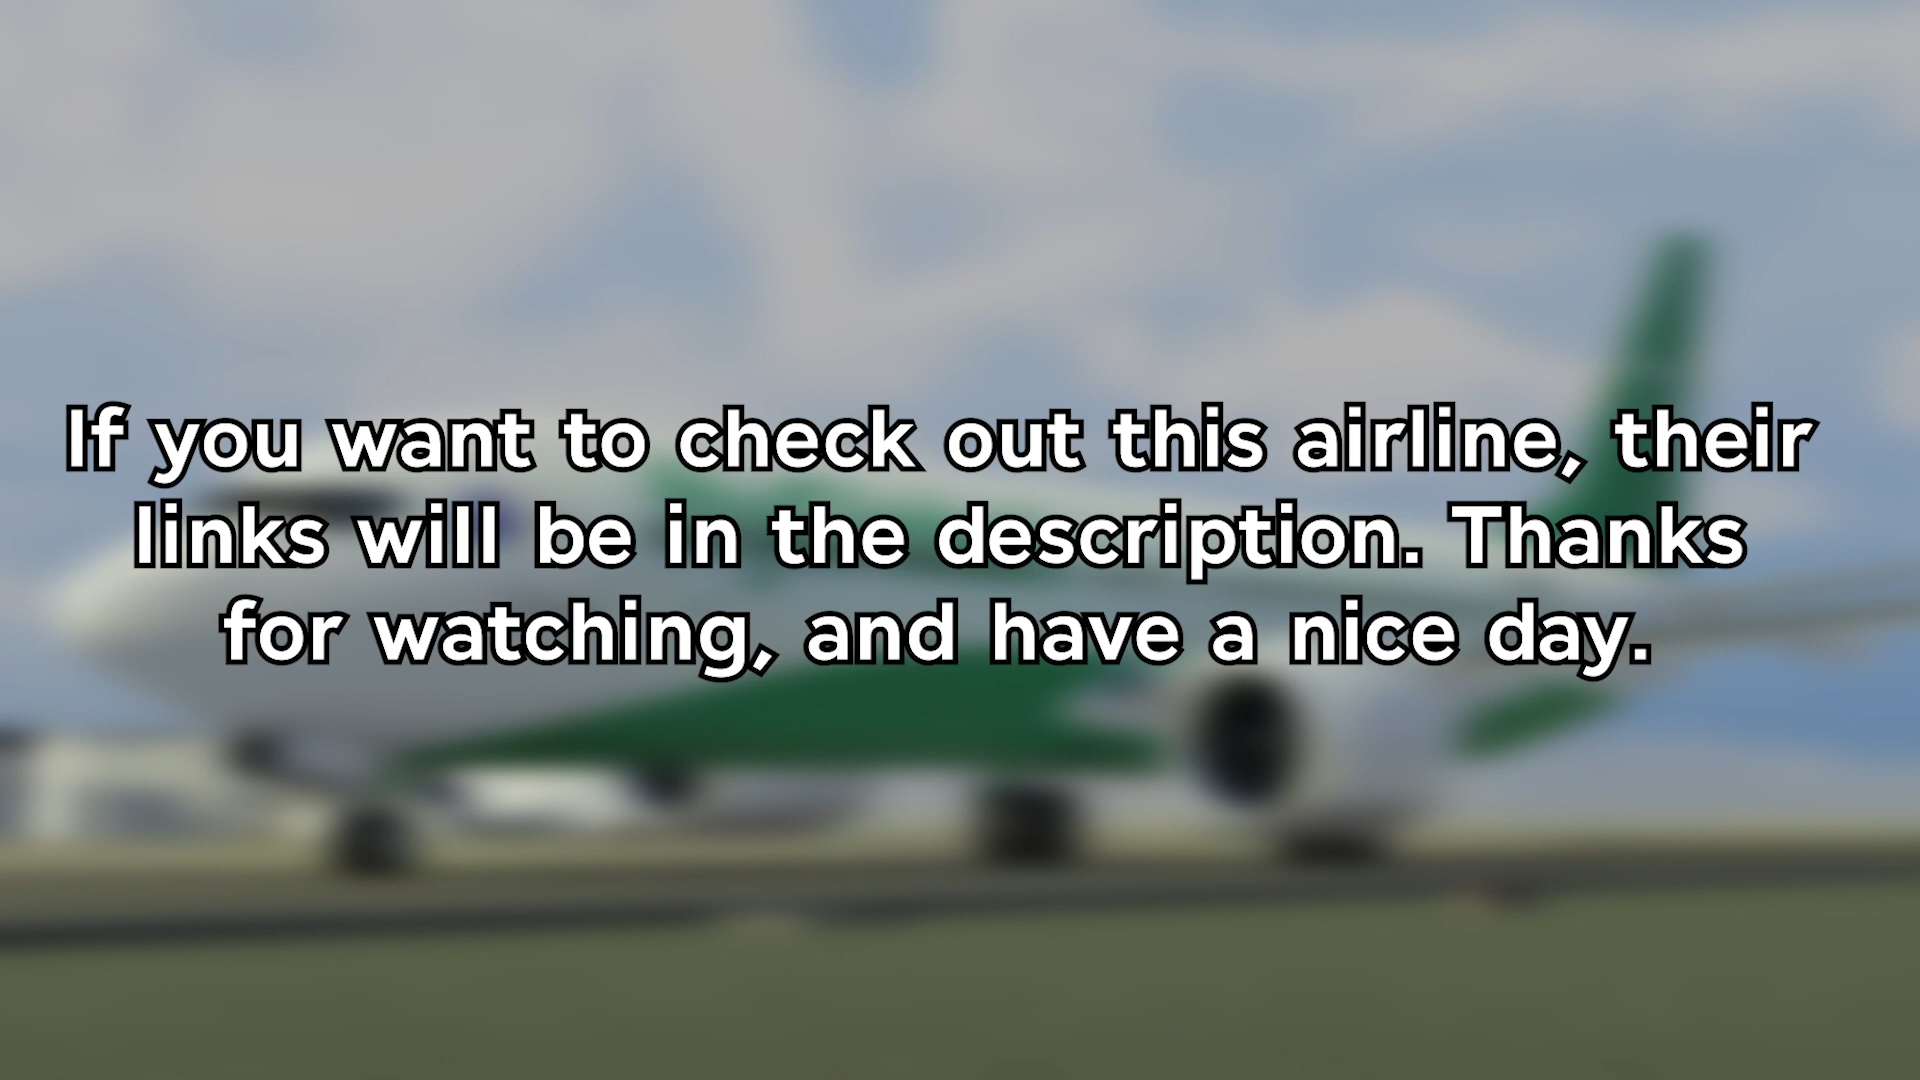 If you want to check out this airline, their
links will be in the description. Thanks
for watching, and have a nice day.